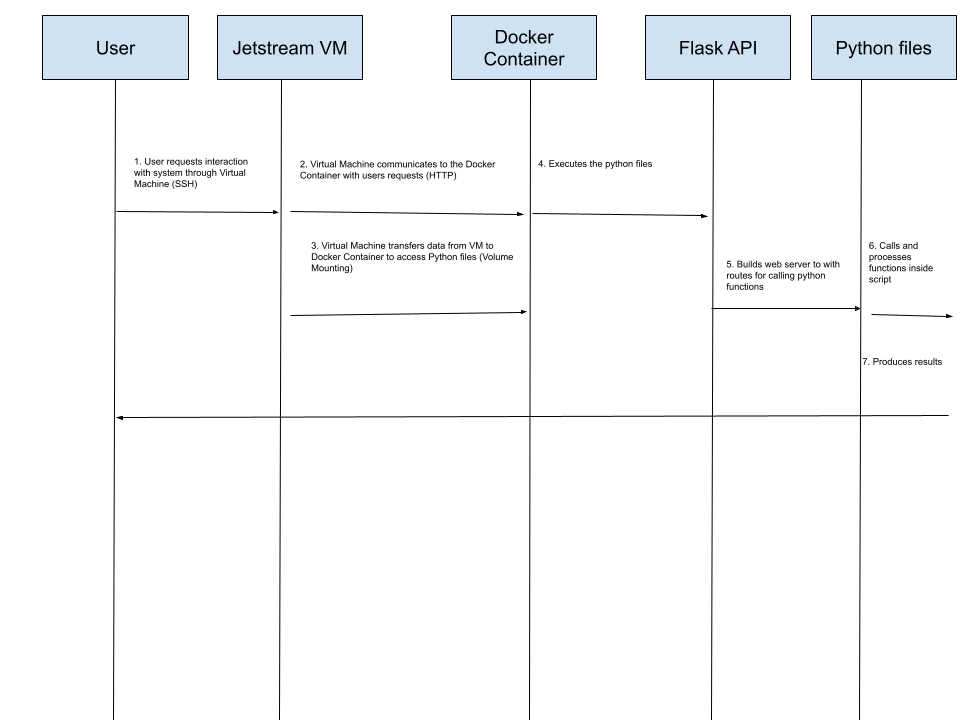 User
Jetstream VM
Docker
Container
Flask API
Python files
1. User requests interaction
with system through Virtual
Machine (SSH)
2. Virtual Machine communicates to the Docker
Container with users requests (HTTP)
4. Executes the python files
3. Virtual Machine transfers data from VM to
Docker Container to access Python files (Volume
Mounting)
5. Builds web server to with
routes for calling python
functions
6. Calls and
processes
functions inside
script
7. Produces results